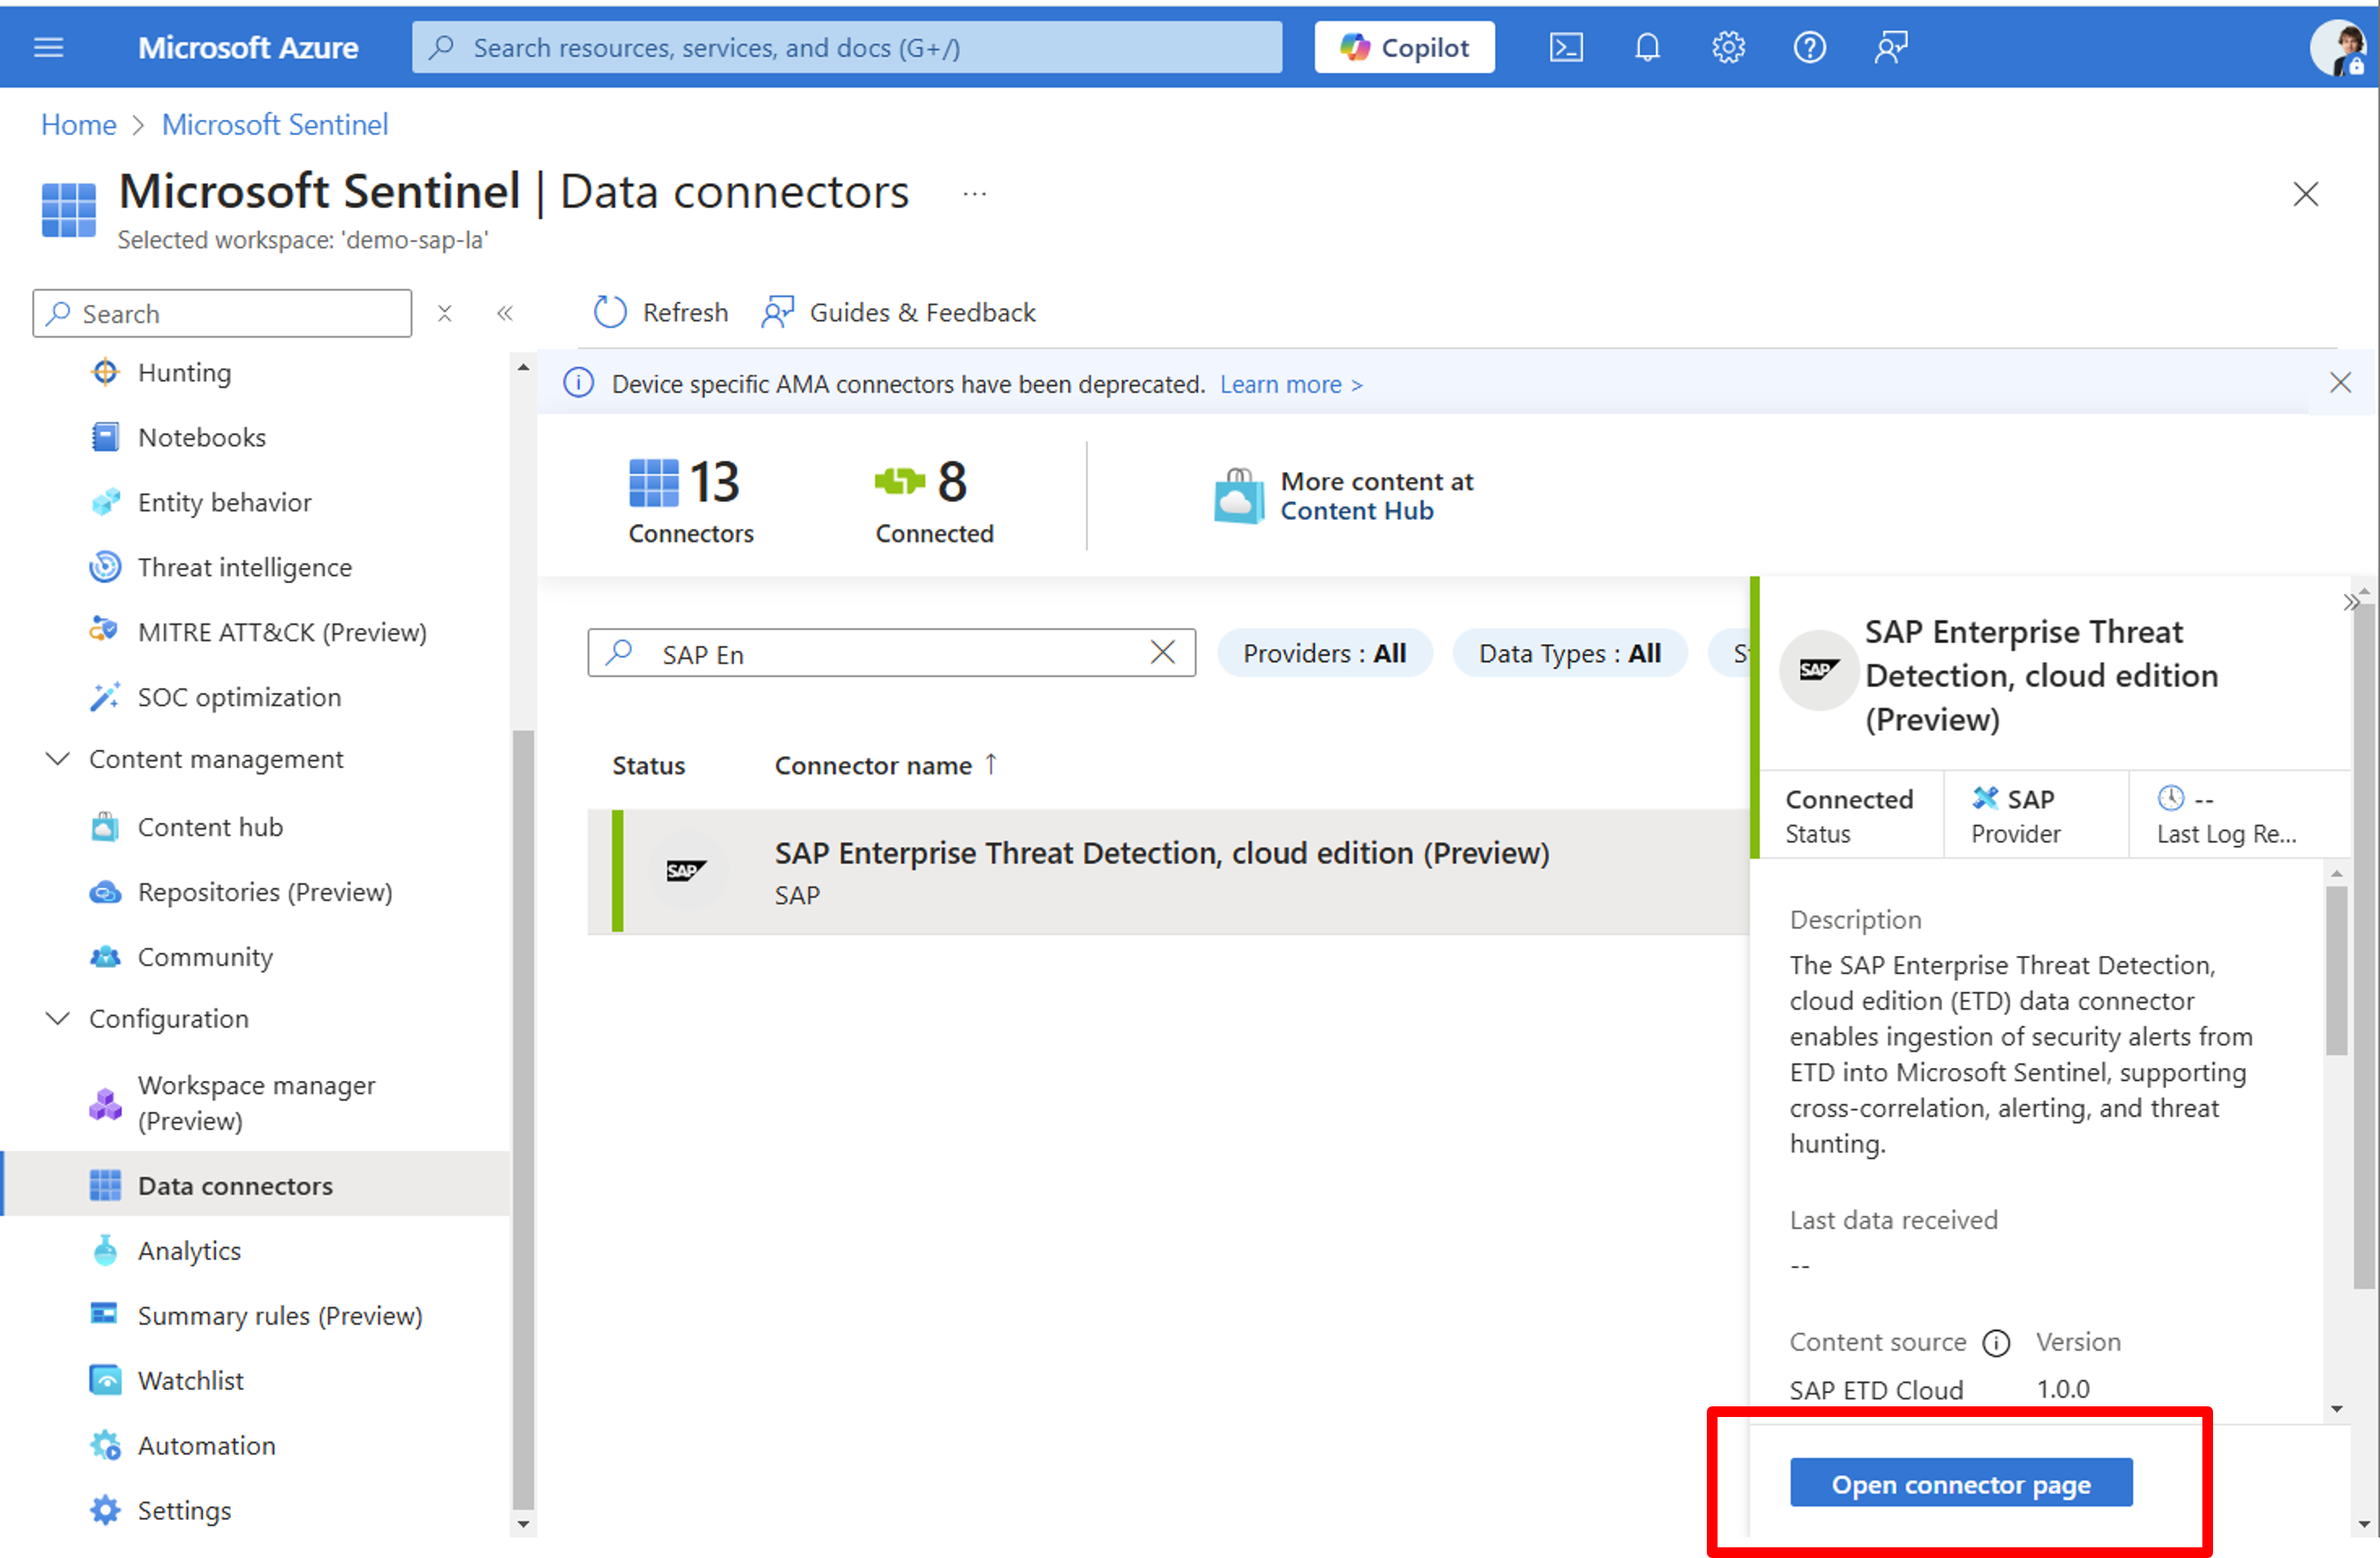 Microsoft Azure
Search resources, services, and docs (G+/)
Copilot
Home > Microsoft Sentinel
Microsoft Sentinel | Data connectors ...
Selected workspace: 'demo-sap-la'
Search
Refresh
Guides & Feedback
Hunting
Notebooks
Entity behavior
Threat intelligence
MITRE ATT&CK (Preview)
SOC optimization
Content management
Content hub
Repositories (Preview)
Community
Configuration
Workspace manager
(Preview)
Data connectors
Analytics
Summary rules (Preview)
Watchlist
Automation
Settings
Device specific AMA connectors have been deprecated. Learn more >
13
Connectors
8
Connected
More content at
Content Hub
SAP En
Providers : All
Data Types : All
Status
Connector name ↑
SAP
SAP Enterprise Threat Detection, cloud edition (Preview)
SAP
SAP
SAP Enterprise Threat
Detection, cloud edition
(Preview)
Connected
Status
SAP
Provider
--
Last Log Re...
Description
The SAP Enterprise Threat Detection,
cloud edition (ETD) data connector
enables ingestion of security alerts from
ETD into Microsoft Sentinel, supporting
cross-correlation, alerting, and threat
hunting.
Last data received
--
Content source
Version
SAP ETD Cloud
1.0.0
Open connector page